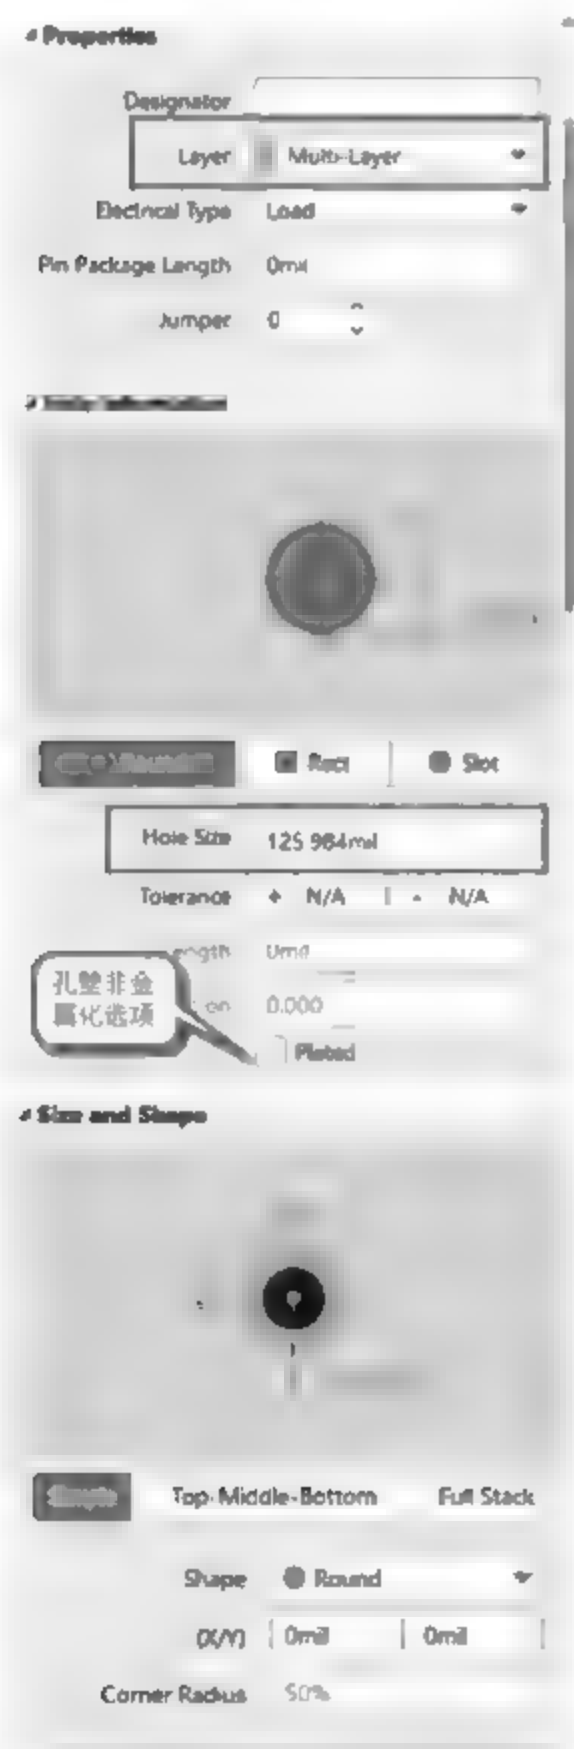 Properties
Designator
Layer Multi-Layer
Electrical Type Load
Pin Package Length 0mil
Jumper 0
Round
Rect
Slot
Hole Size 125.984mil
Tolerance + N/A - N/A
ength 0mil
0.000
孔壁非金
属化选项
Plated
Size and Shape
Simple Top-Middle-Bottom Full Stack
Shape Round
(X/Y) 0mil 0mil
Corner Radius 50%